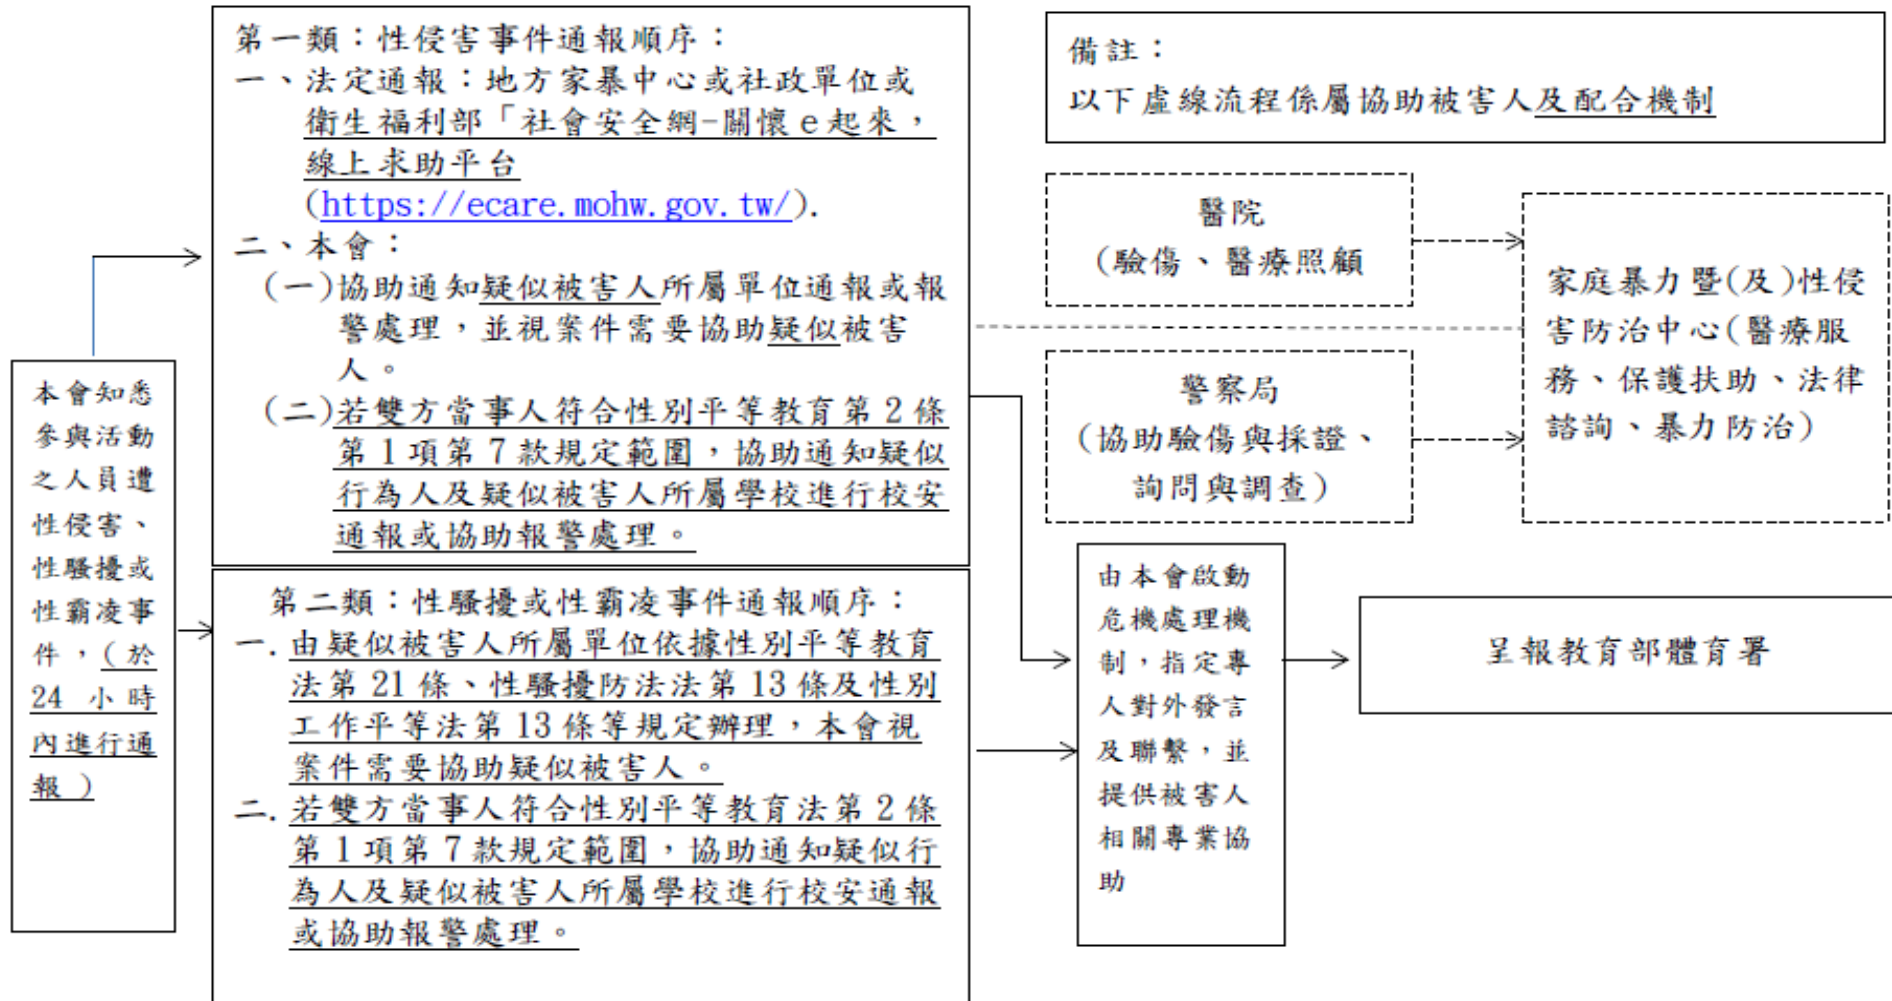 本會知悉
參與活動
之人員遭
性侵害、
性騷擾或
性霸凌事
件，（於
24 小時
內進行通
報 ）
第一類：性侵害事件通報順序：
一、法定通報：地方家暴中心或社政單位或
衛生福利部「社會安全網-關懷 e 起來，
線上求助平台
(https://ecare.mohw.gov.tw/).
二、本會：
(一)協助通知疑似被害人所屬單位通報或報
警處理，並視案件需要協助疑似被害
人。
(二)若雙方當事人符合性別平等教育第 2 條
第 1 項第 7 款規定範圍，協助通知疑似
行為人及疑似被害人所屬學校進行校安
通報或協助報警處理。
第二類：性騷擾或性霸凌事件通報順序：
一. 由疑似被害人所屬單位依據性別平等教育
法第 21 條、性騷擾防法法第 13 條及性別
工作平等法第 13 條等規定辦理，本會視
案件需要協助疑似被害人。
二. 若雙方當事人符合性別平等教育法第 2 條
第 1 項第 7 款規定範圍，協助通知疑似行
為人及疑似被害人所屬學校進行校安通報
或協助報警處理。
備註：
以下虛線流程係屬協助被害人及配合機制
醫院
(驗傷、醫療照顧
警察局
(協助驗傷與採證、
詢問與調查)
家庭暴力暨(及)性侵
害防治中心(醫療服
務、保護扶助、法律
諮詢、暴力防治)
由本會啟動
危機處理機
制，指定專
人對外發言
及聯繫，並
提供被害人
相關專業協
助
呈報教育部體育署